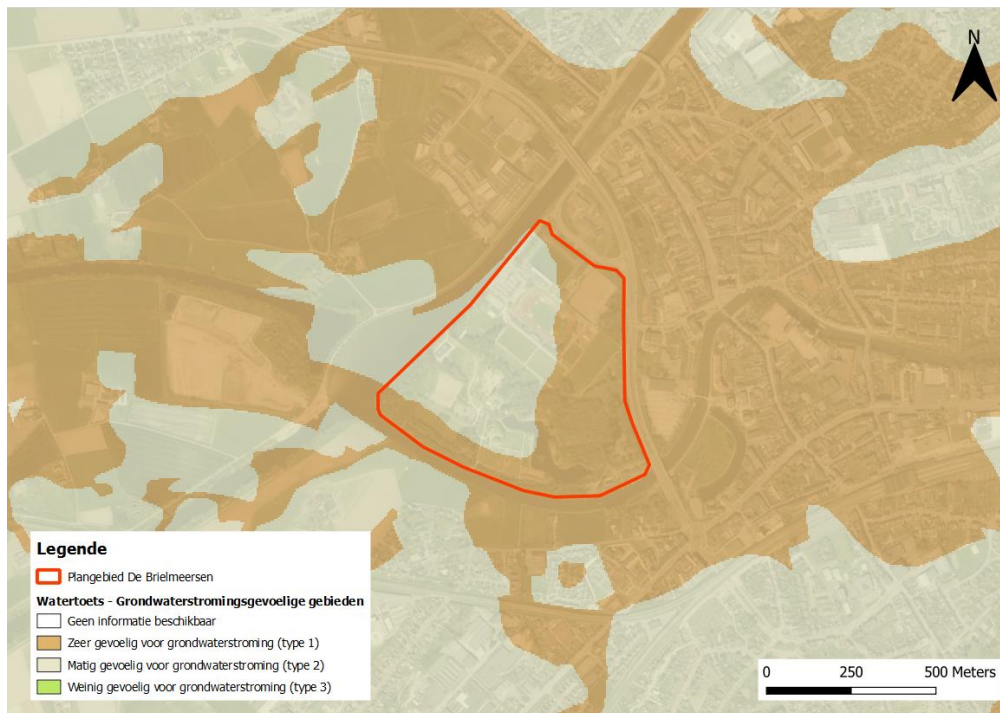 N
Legende
Plangebied De Brielmeersen
Watertoets - Grondwaterstromingsgevoelige gebieden
Geen informatie beschikbaar
Zeer gevoelig voor grondwaterstroming (type 1)
Matig gevoelig voor grondwaterstroming (type 2)
Weinig gevoelig voor grondwaterstroming (type 3)
0 250 500 Meters